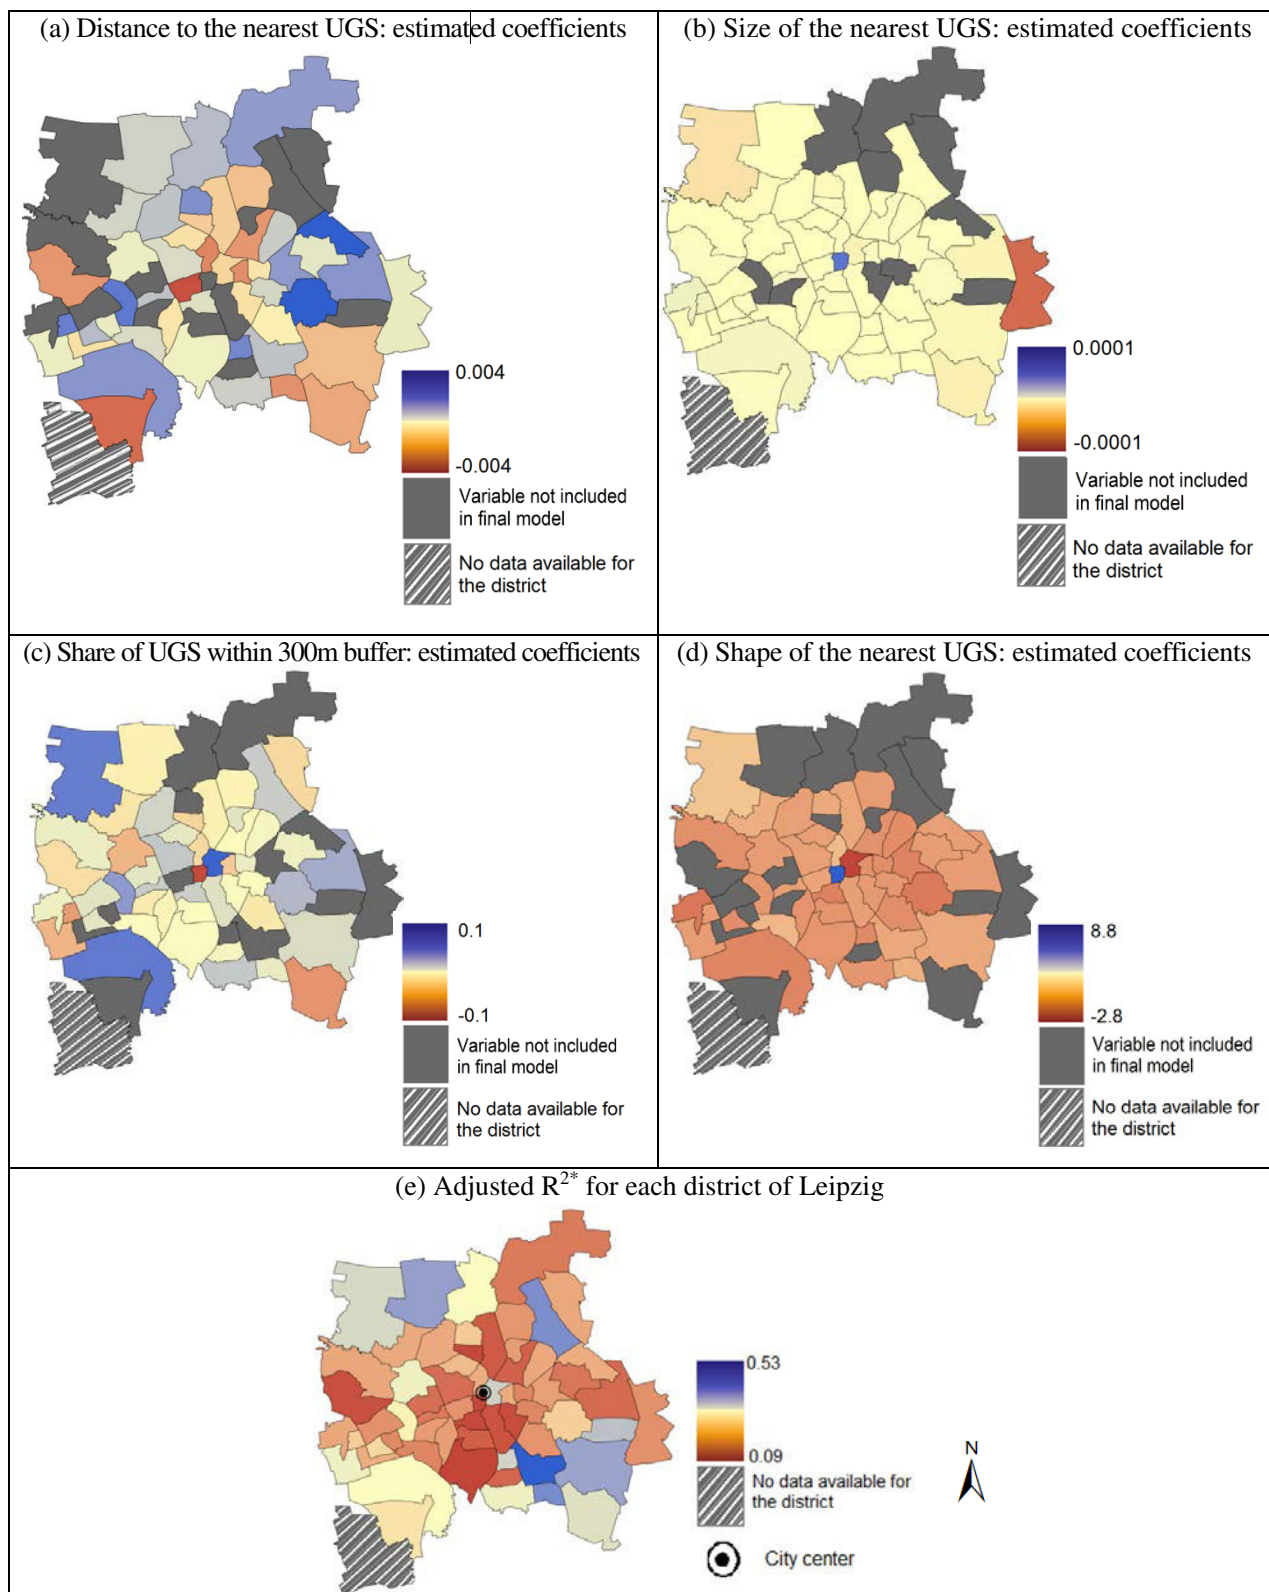 (a) Distance to the nearest UGS: estimated coefficients
(b) Size of the nearest UGS: estimated coefficients
0.004
-0.004
Variable not included
in final model
No data available for
the district
0.0001
-0.0001
Variable not included
in final model
No data available for
the district
(c) Share of UGS within 300m buffer: estimated coefficients
(d) Shape of the nearest UGS: estimated coefficients
0.1
-0.1
Variable not included
in final model
No data available for
the district
8.8
-2.8
Variable not included
in final model
No data available for
the district
(e) Adjusted R²* for each district of Leipzig
0.53
0.09
No data available for
the district
City center
N